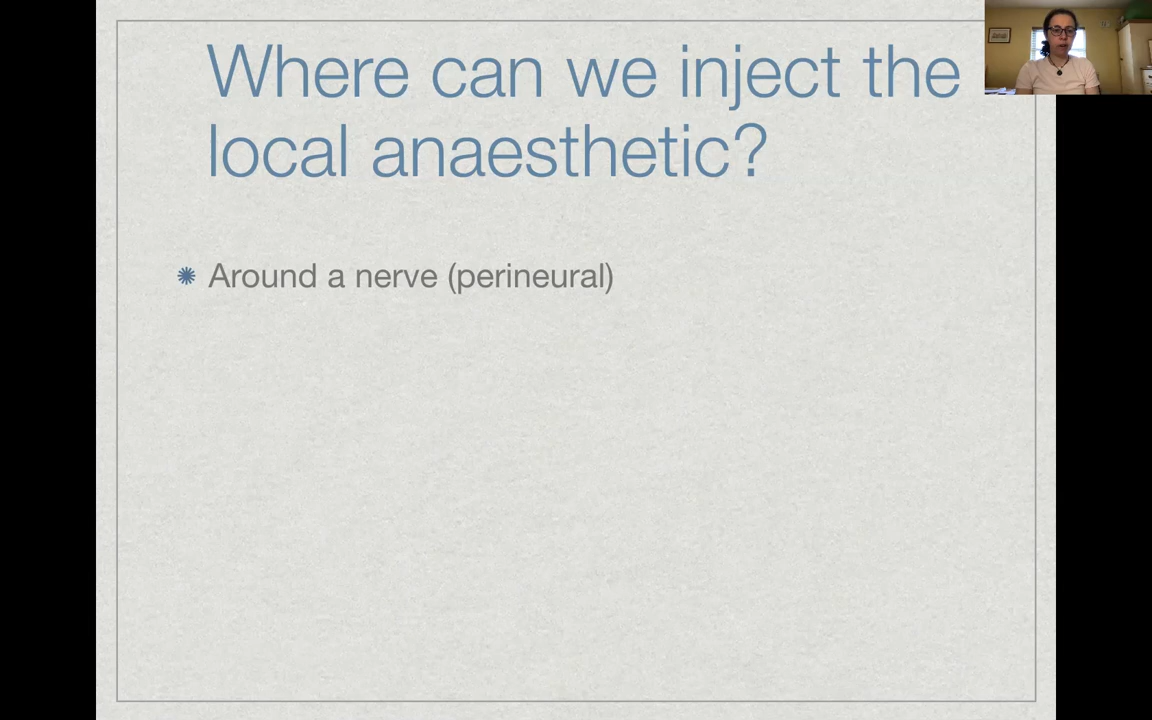 Where can we inject the
local anaesthetic?
Around a nerve (perineural)